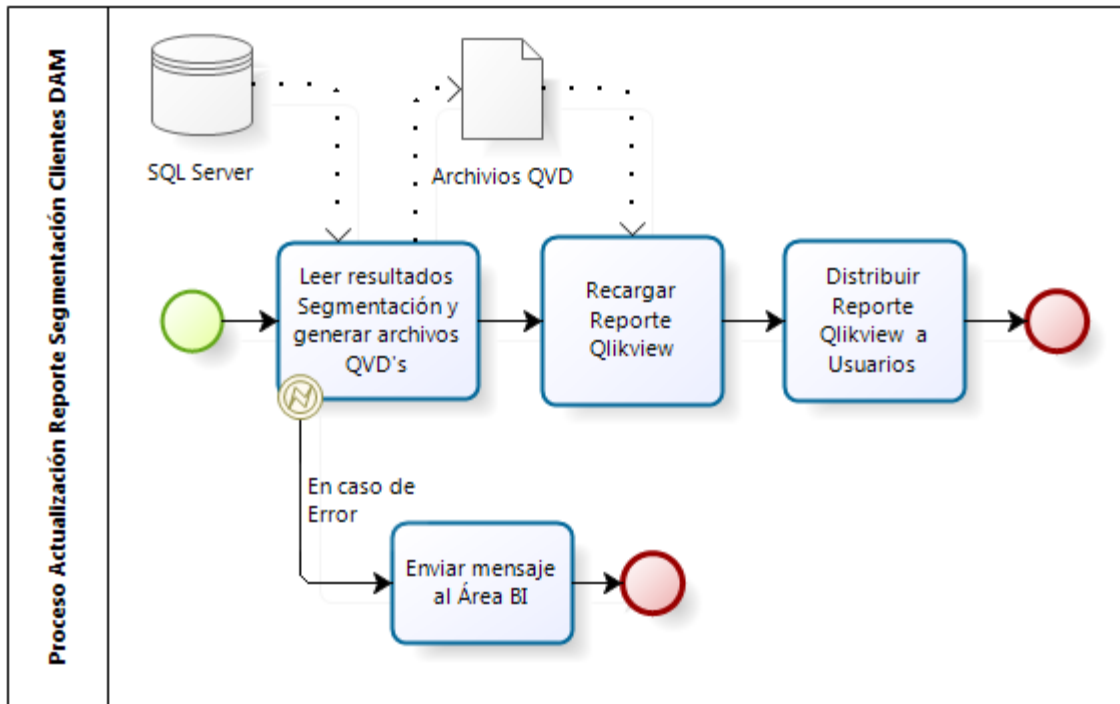 Proceso Actualización Reporte Segmentación Clientes DAM
SQL Server
Archivios QVD
Leer resultados
Segmentación y
generar archivos
QVD's
Recargar
Reporte
Qlikview
Distribuir
Reporte
Qlikview a
Usuarios
En caso de
Error
Enviar mensaje
al Área BI